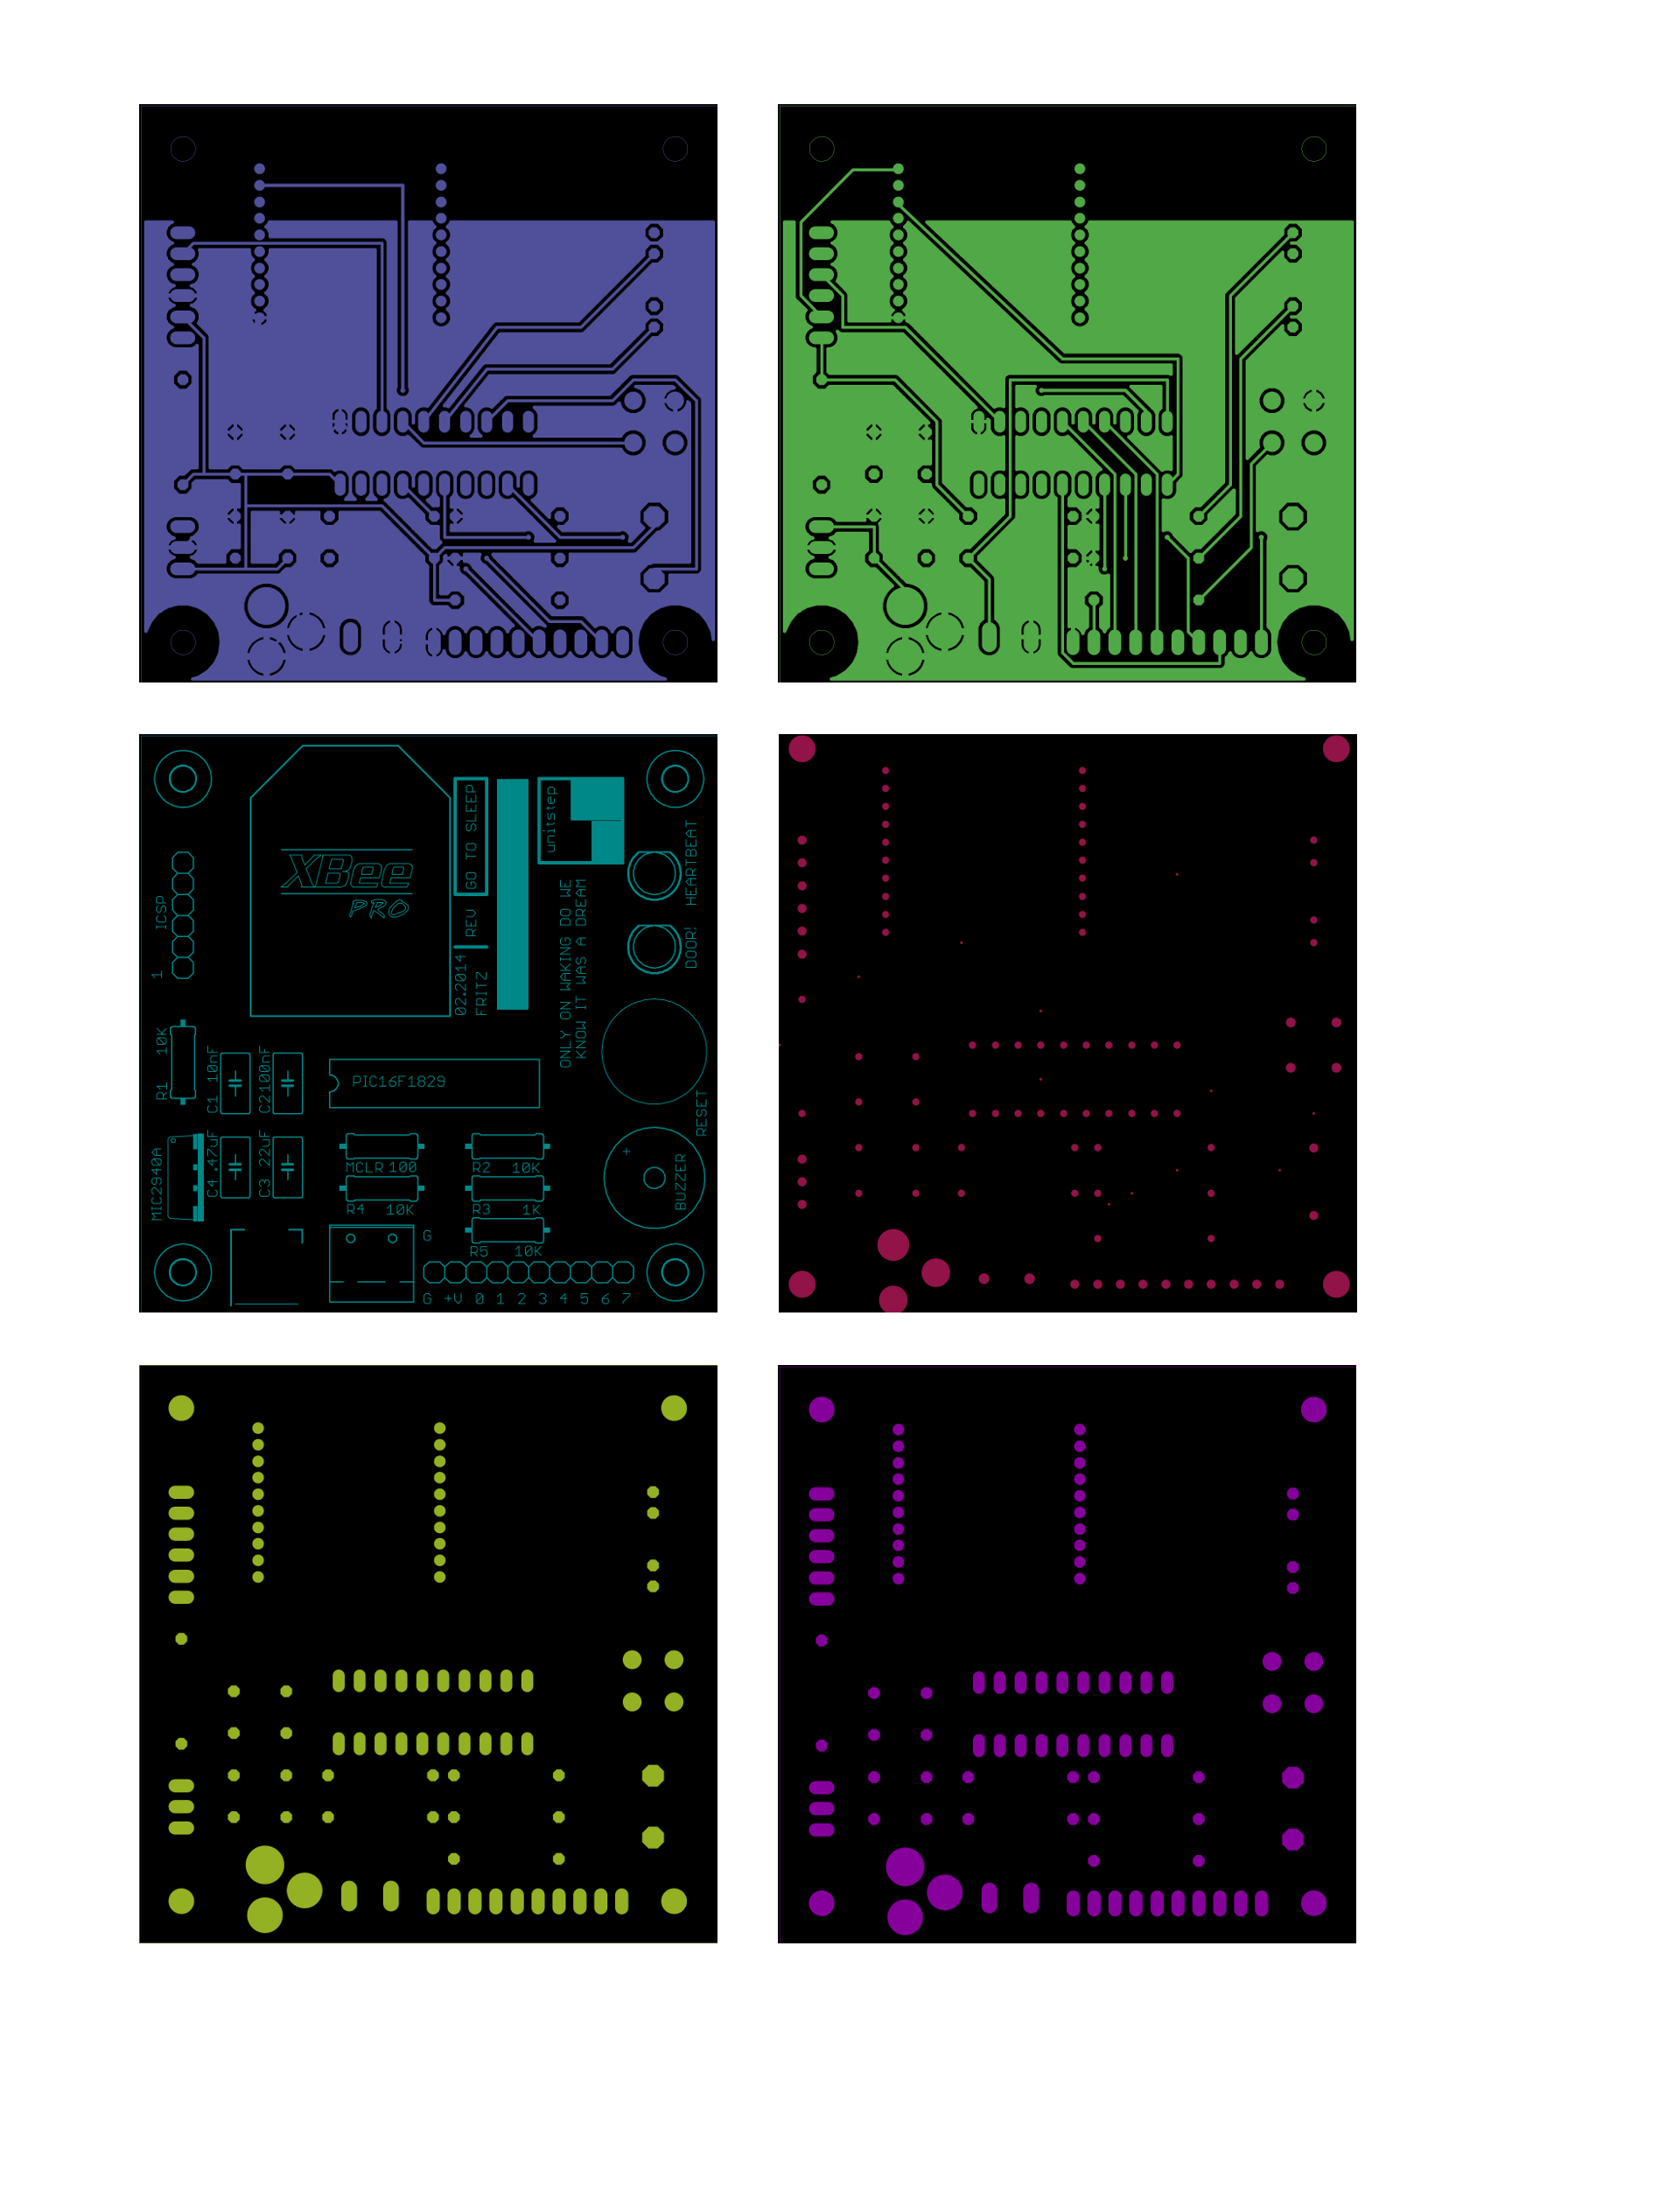 unitstep
GO TO SLEEP
REV
02.2014
FRITZ
XBee
PRO
ONLY ON WAKING DO WE
KNOW IT WAS A DREAM
HEARTBEAT
DOOR!
ICSP
1
R1 10K
C1 10nF
C2 100nF
PIC16F1829
RESET
MIC2940A
C4 .47uF
C3 22uF
MCLR 100
R2 10K
R4 10K
R3 1K
R5 10K
+
BUZZER
G
G +V 0 1 2 3 4 5 6 7